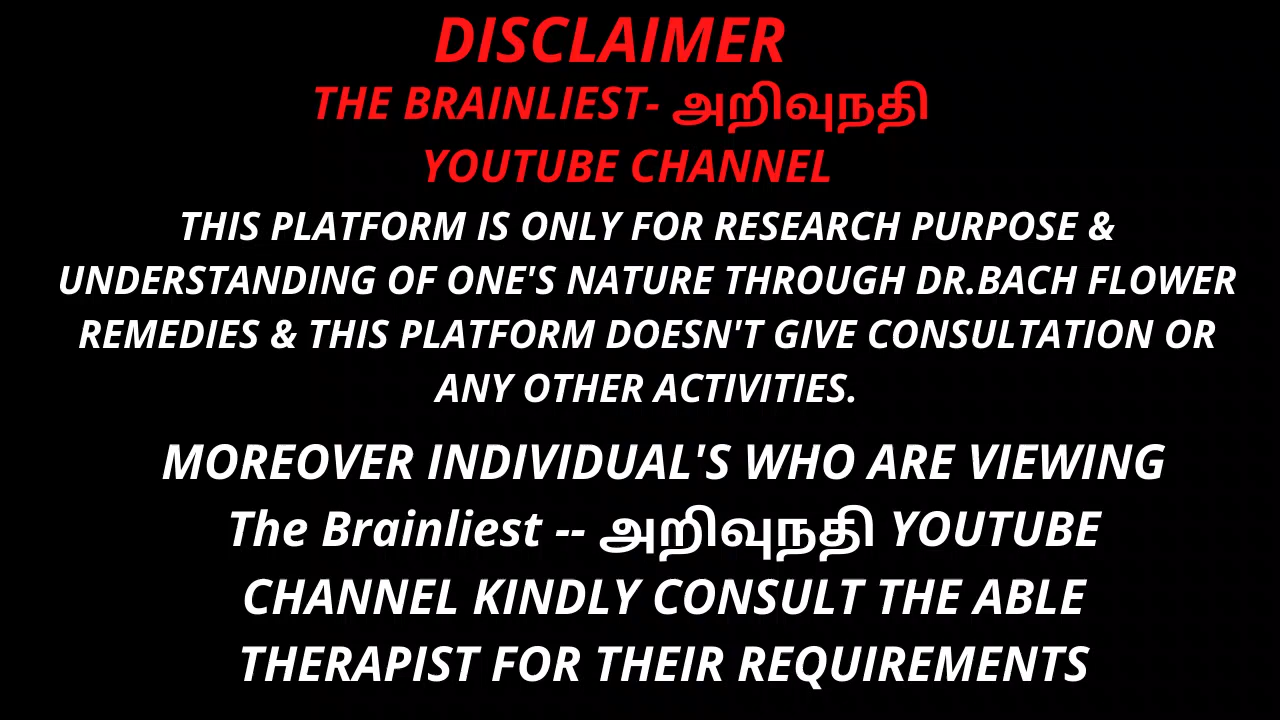 DISCLAIMER
THE BRAINLIEST- அறிவுநதி
YOUTUBE CHANNEL
THIS PLATFORM IS ONLY FOR RESEARCH PURPOSE &
UNDERSTANDING OF ONE'S NATURE THROUGH DR.BACH FLOWER
REMEDIES & THIS PLATFORM DOESN'T GIVE CONSULTATION OR
ANY OTHER ACTIVITIES.
MOREOVER INDIVIDUAL'S WHO ARE VIEWING
The Brainliest -- அறிவுநதி YOUTUBE
CHANNEL KINDLY CONSULT THE ABLE
THERAPIST FOR THEIR REQUIREMENTS